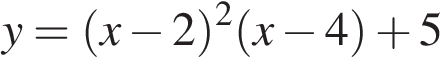 y = (x − 2)²(x − 4) + 5